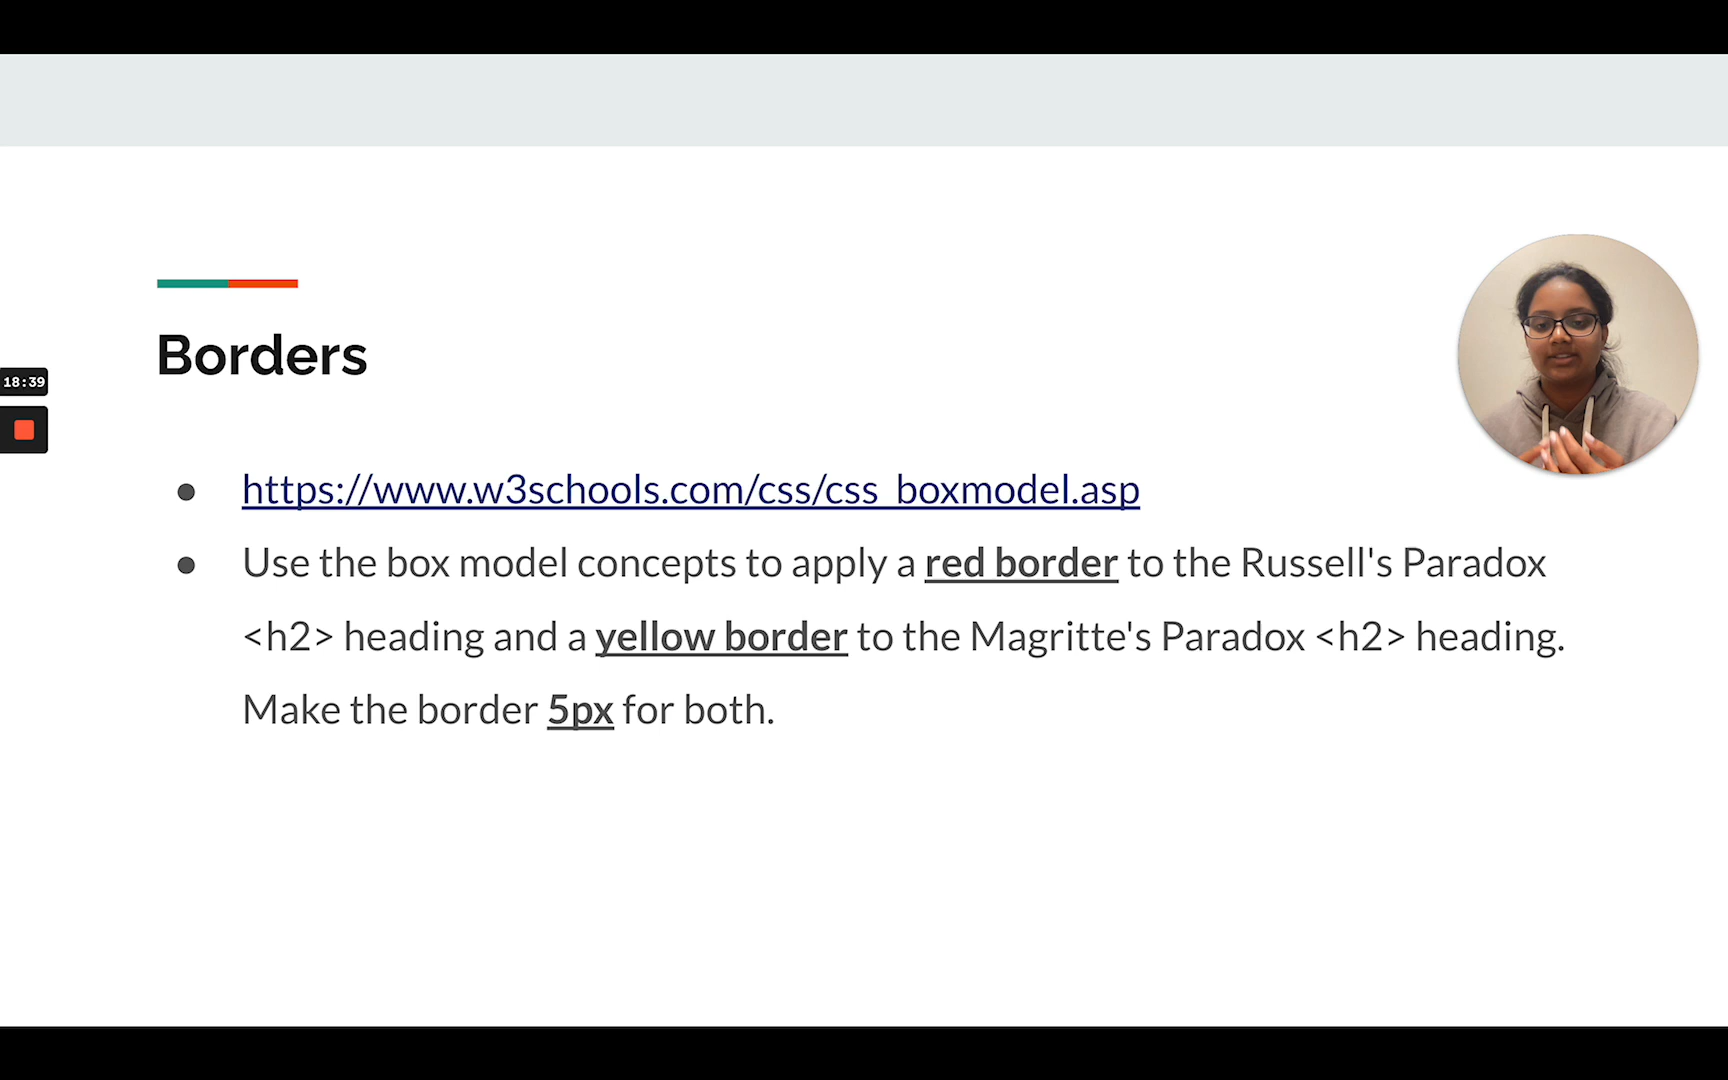 Borders
18:39
https://www.w3schools.com/css/css_boxmodel.asp
Use the box model concepts to apply a red border to the Russell's Paradox
<h2> heading and a yellow border to the Magritte's Paradox <h2> heading.
Make the border 5px for both.